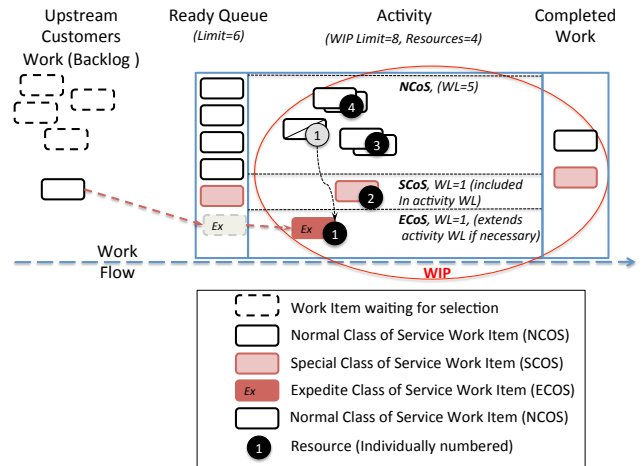 Upstream
Customers
Work (Backlog )
Ready Queue
(Limit=6)
Activity
(WIP Limit=8, Resources=4)
Completed
Work
NCoS, (WL=5)
4
1
3
SCoS, WL=1 (included
In activity WL)
2
ECoS, WL=1, (extends
activity WL if necessary)
Ex
Ex
1
Work
Flow
WIP
Work Item waiting for selection
Normal Class of Service Work Item (NCOS)
Special Class of Service Work Item (SCOS)
Ex
Expedite Class of Service Work Item (ECOS)
Normal Class of Service Work Item (NCOS)
1
Resource (Individually numbered)